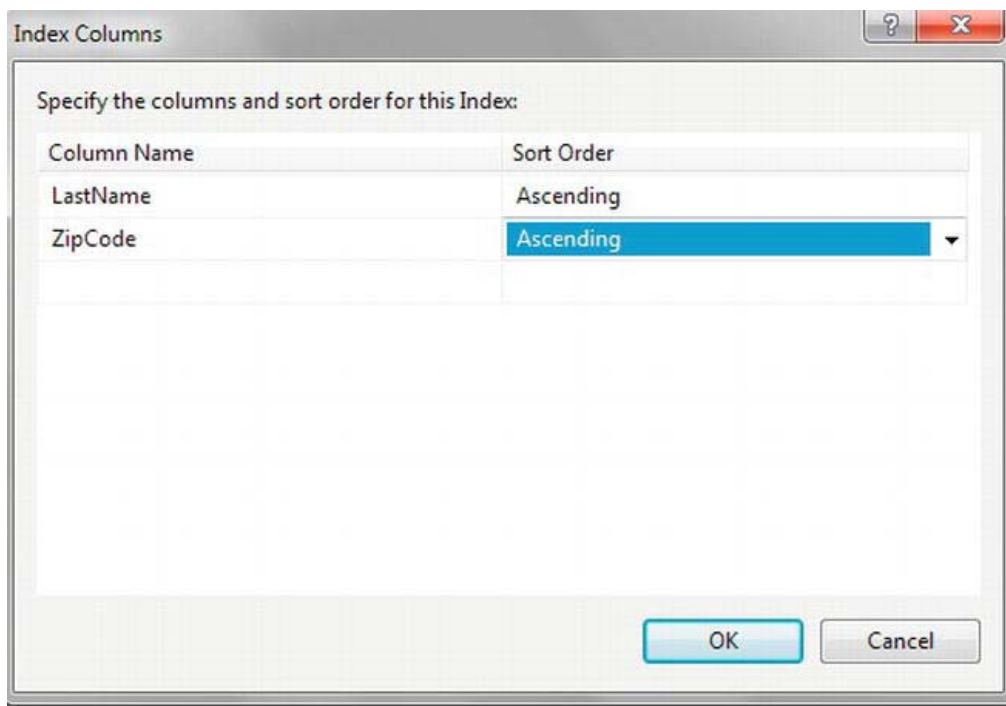 Index Columns
Specify the columns and sort order for this Index:
Column Name Sort Order
LastName Ascending
ZipCode Ascending
OK Cancel